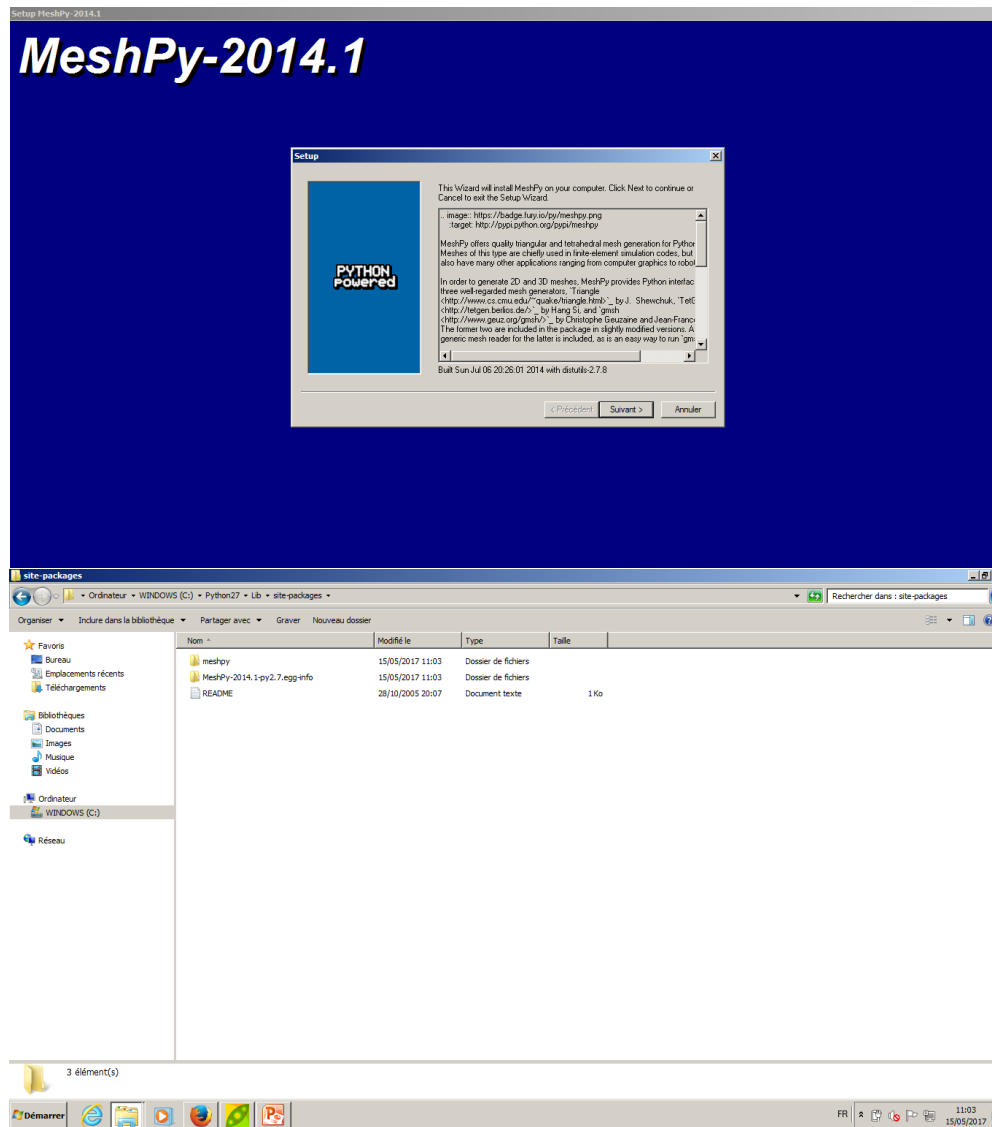 Setup MeshPy-2014.1
MeshPy-2014.1
Setup
This Wizard will install MeshPy on your computer. Click Next to continue or
Cancel to exit the Setup Wizard.
.. image:: https://badge.fury.io/py/meshpy.png
:target: http://pypi.python.org/pypi/meshpy
MeshPy offers quality triangular and tetrahedral mesh generation for Python
Meshes of this type are chiefly used in finite-element simulation codes, but
also have many other applications ranging from computer graphics to robot
In order to generate 2D and 3D meshes, MeshPy provides Python interfac
three well-regarded mesh generators, `Triangle
<http://www.cs.cmu.edu/~quake/triangle.html>`_ by J. Shewchuk, `TetG
<http://tetgen.berlios.de/>`_ by Hang Si, and `gmsh
<http://www.geuz.org/gmsh/>`_ by Christophe Geuzaine and Jean-Franco
The former two are included in the package in slightly modified versions. A
generic mesh reader for the latter is included, as is an easy way to run `gms
PYTHON
powered
Built Sun Jul 06 20:26:01 2014 with distutils-2.7.8
< Précédent
Suivant >
Annuler
site-packages
Ordinateur
WINDOWS (C:)
Python27
Lib
site-packages
Rechercher dans : site-packages
Organiser
Indure dans la bibliothèque
Partager avec
Graver
Nouveau dossier
Nom
Modifié le
Type
Taille
Favoris
Bureau
Emplacements récents
Téléchargements
Bibliothèques
Documents
Images
Musique
Vidéos
Ordinateur
WINDOWS (C:)
Réseau
meshpy 15/05/2017 11:03 Dossier de fichiers
MeshPy-2014.1-py2.7.egg-info 15/05/2017 11:03 Dossier de fichiers
README 28/10/2005 20:07 Document texte 1 Ko
3 élément(s)
Démarrer
FR
11:03
15/05/2017